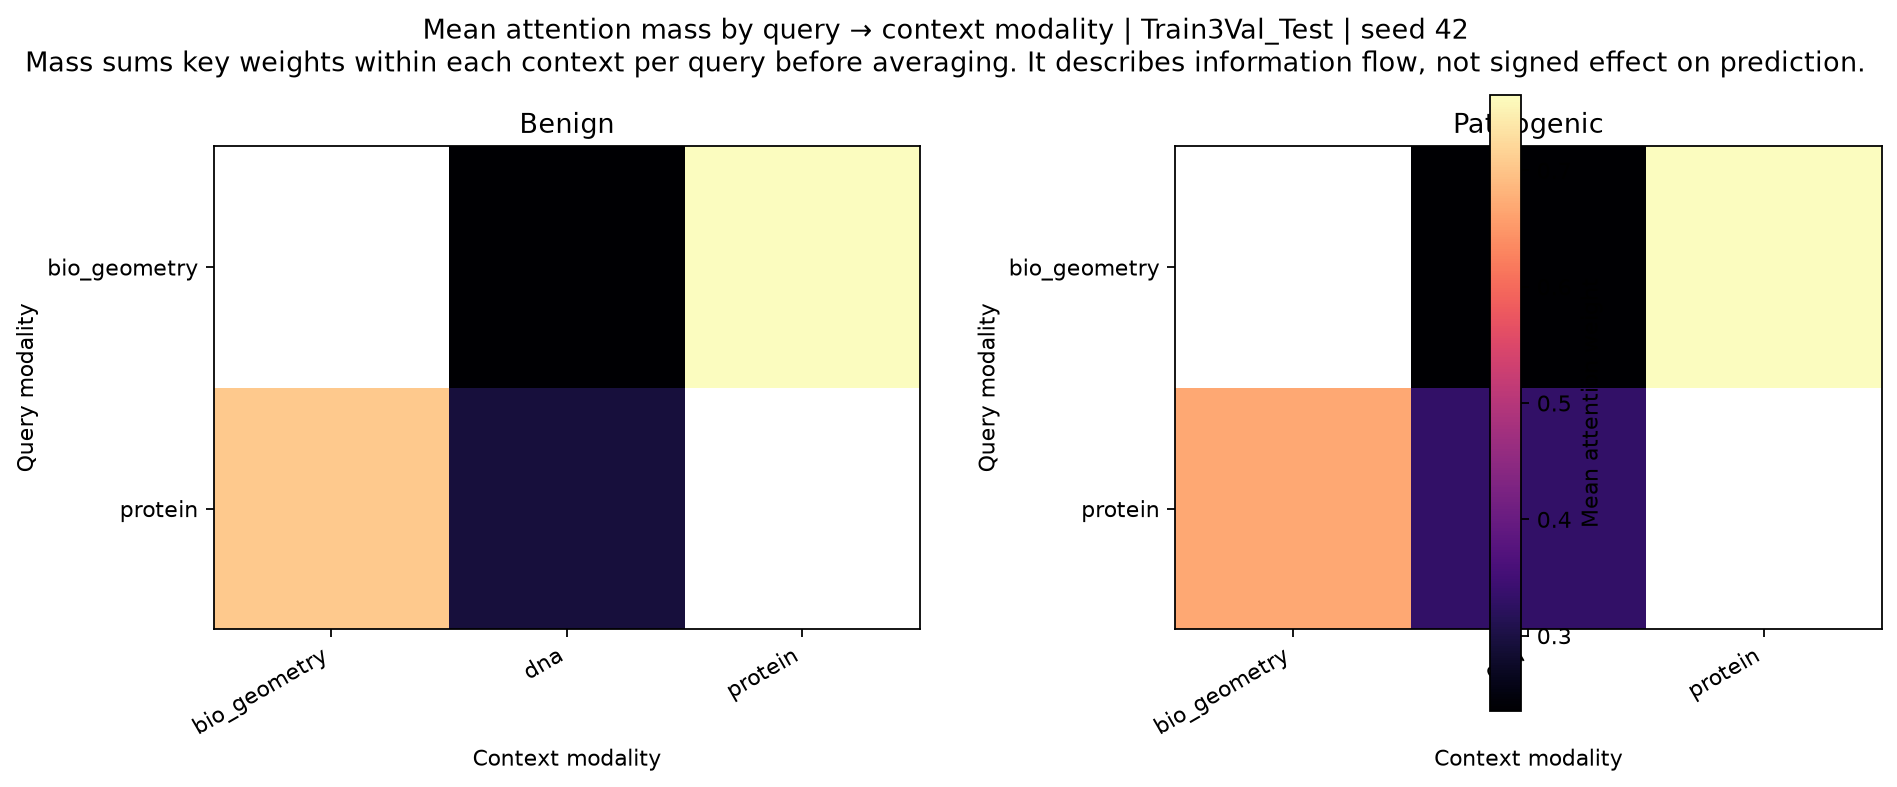 Mean attention mass by query → context modality | Train3Val_Test | seed 42
Mass sums key weights within each context per query before averaging. It describes information flow, not signed effect on prediction.
Benign
Query modality
bio_geometry
protein
bio_geometry
dna
protein
Context modality
Query modality
bio_geometry
protein
bio_geometry
protein
Context modality
0.5
0.4
0.3
Mean